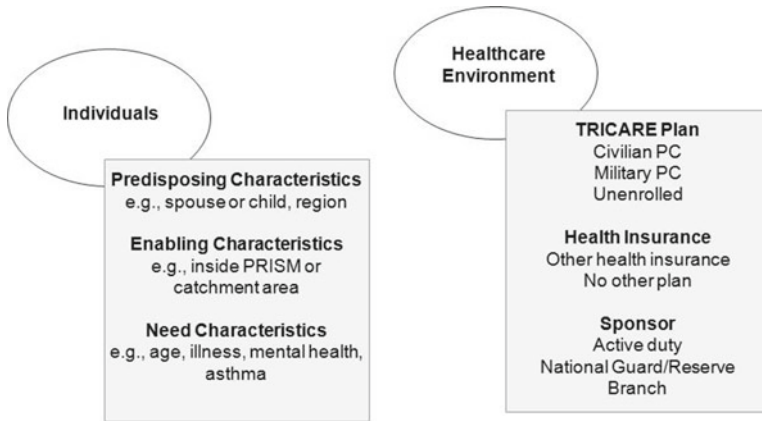 Individuals
Predisposing Characteristics
e.g., spouse or child, region
Enabling Characteristics
e.g., inside PRISM or
catchment area
Need Characteristics
e.g., age, illness, mental health,
asthma
Healthcare
Environment
TRICARE Plan
Civilian PC
Military PC
Unenrolled
Health Insurance
Other health insurance
No other plan
Sponsor
Active duty
National Guard/Reserve
Branch